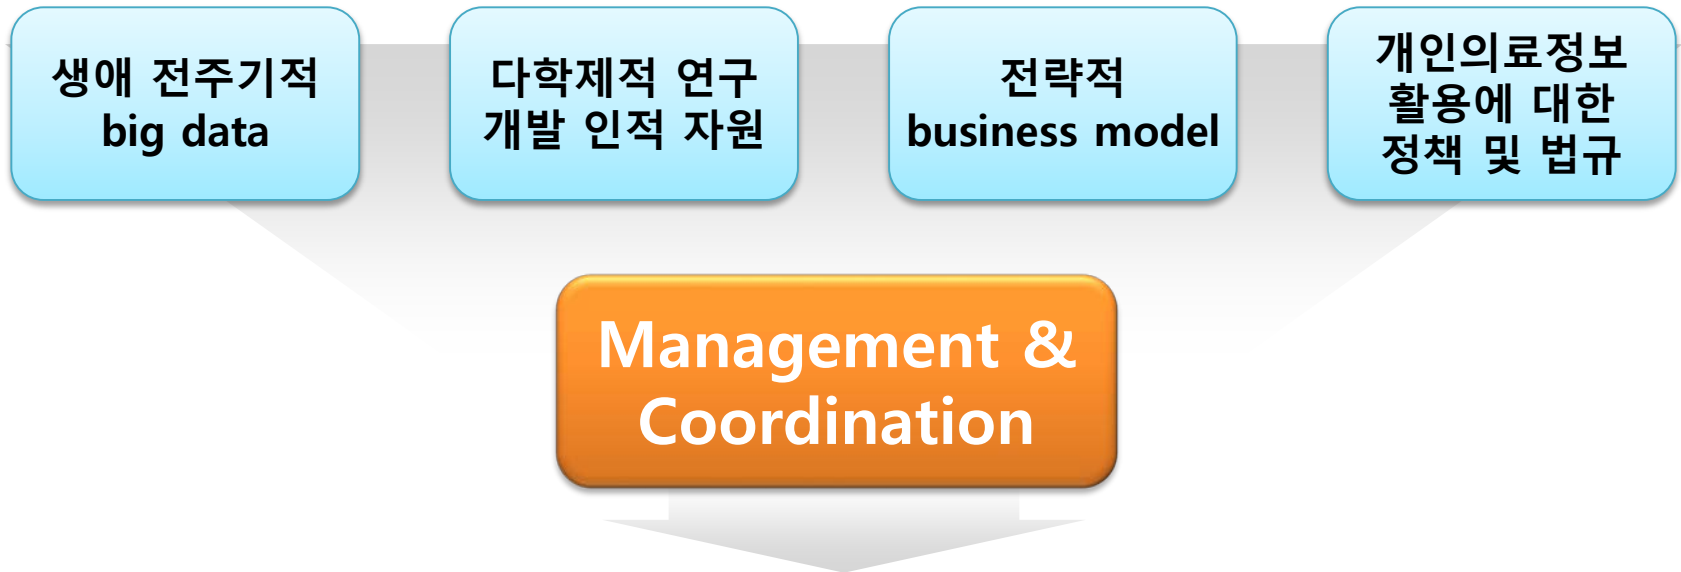 생애 전주기적
big data
다학제적 연구
개발 인적 자원
전략적
business model
개인의료정보
활용에 대한
정책 및 법규
Management &
Coordination